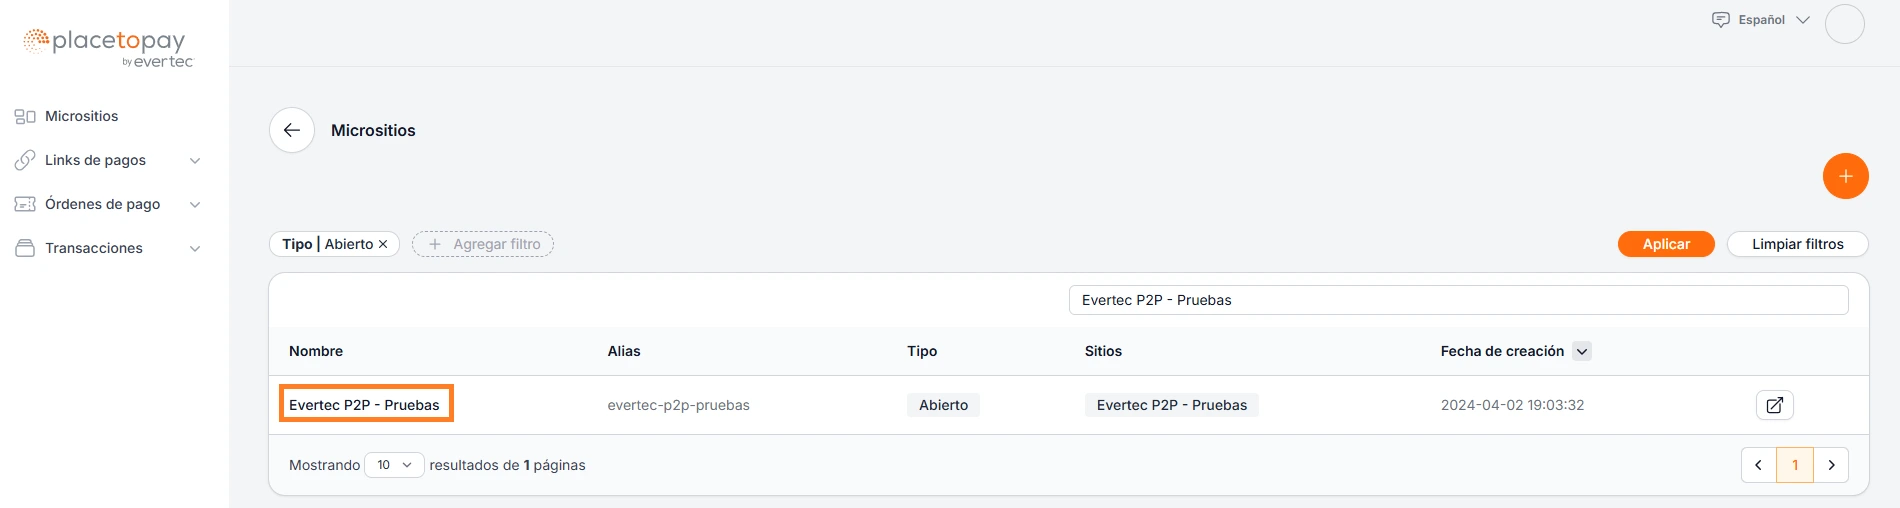 placetopay
by evertec
Español
Micrositios
Links de pagos
Órdenes de pago
Transacciones
Micrositios
Tipo | Abierto
Agregar filtro
Aplicar
Limpiar filtros
Evertec P2P - Pruebas
Nombre Alias Tipo Sitios Fecha de creación
Evertec P2P - Pruebas evertec-p2p-pruebas Abierto Evertec P2P - Pruebas 2024-04-02 19:03:32
Mostrando 10 resultados de 1 páginas
1